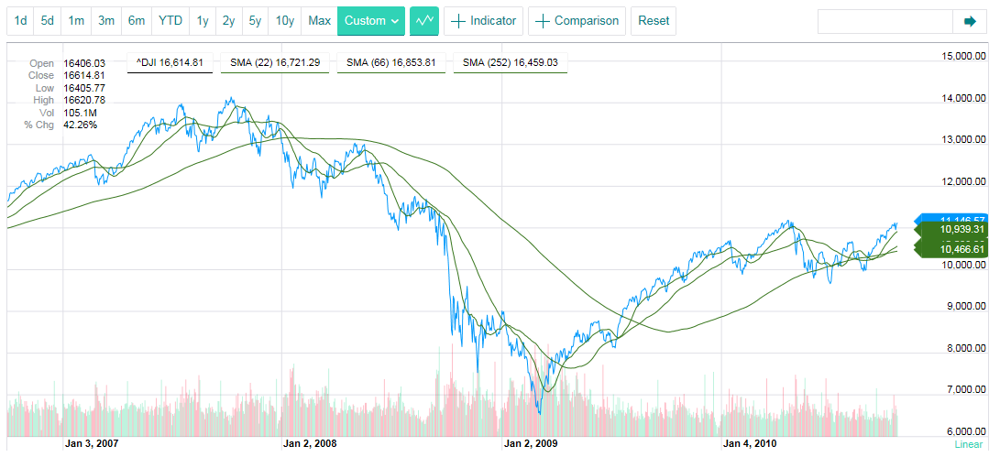 1d 5d 1m 3m 6m YTD 1y 2y 5y 10y Max Custom Indicator Comparison Reset
^DJI 16,614.81 SMA (22) 16,721.29 SMA (66) 16,853.81 SMA (252) 16,459.03
Open 16406.03
Close 16614.81
Low 16405.77
High 16620.78
Vol 105.1M
% Chg 42.26%
15,000.00
14,000.00
13,000.00
12,000.00
11,146.57
10,939.31
10,466.61
10,000.00
9,000.00
8,000.00
7,000.00
6,000.00
Jan 3, 2007 Jan 2, 2008 Jan 2, 2009 Jan 4, 2010
Linear